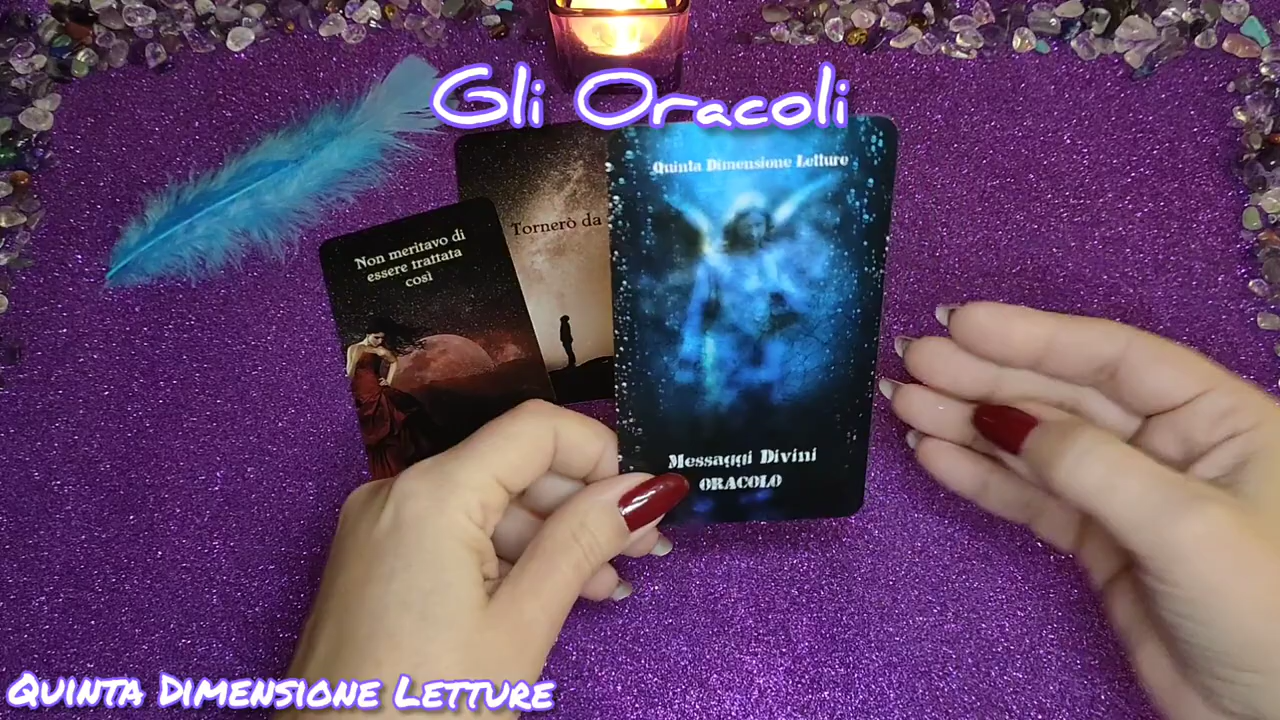 Gli Oracoli
Quinta Dimensione Letture
Tornerò da
Non meritavo di
essere trattata
così
Messaggi Divini
ORACOLO
Quinta Dimensione Letture